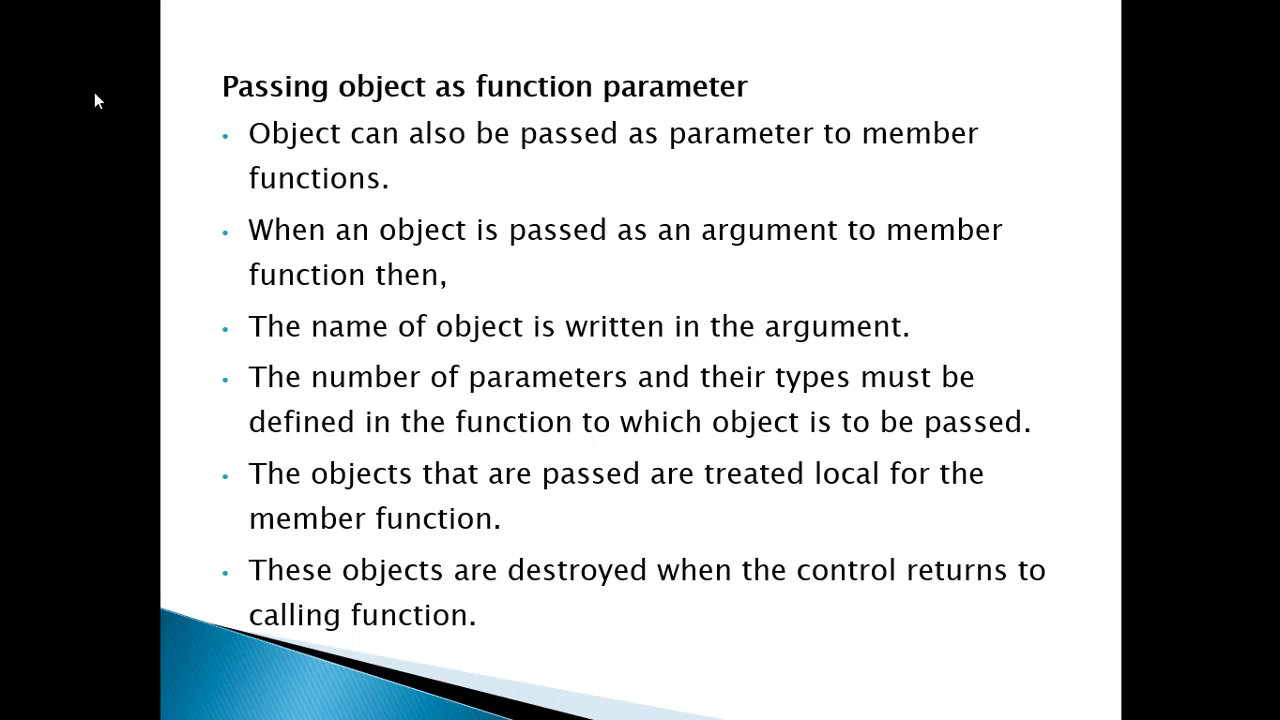 Passing object as function parameter
• Object can also be passed as parameter to member
functions.
• When an object is passed as an argument to member
function then,
• The name of object is written in the argument.
• The number of parameters and their types must be
defined in the function to which object is to be passed.
• The objects that are passed are treated local for the
member function.
• These objects are destroyed when the control returns to
calling function.